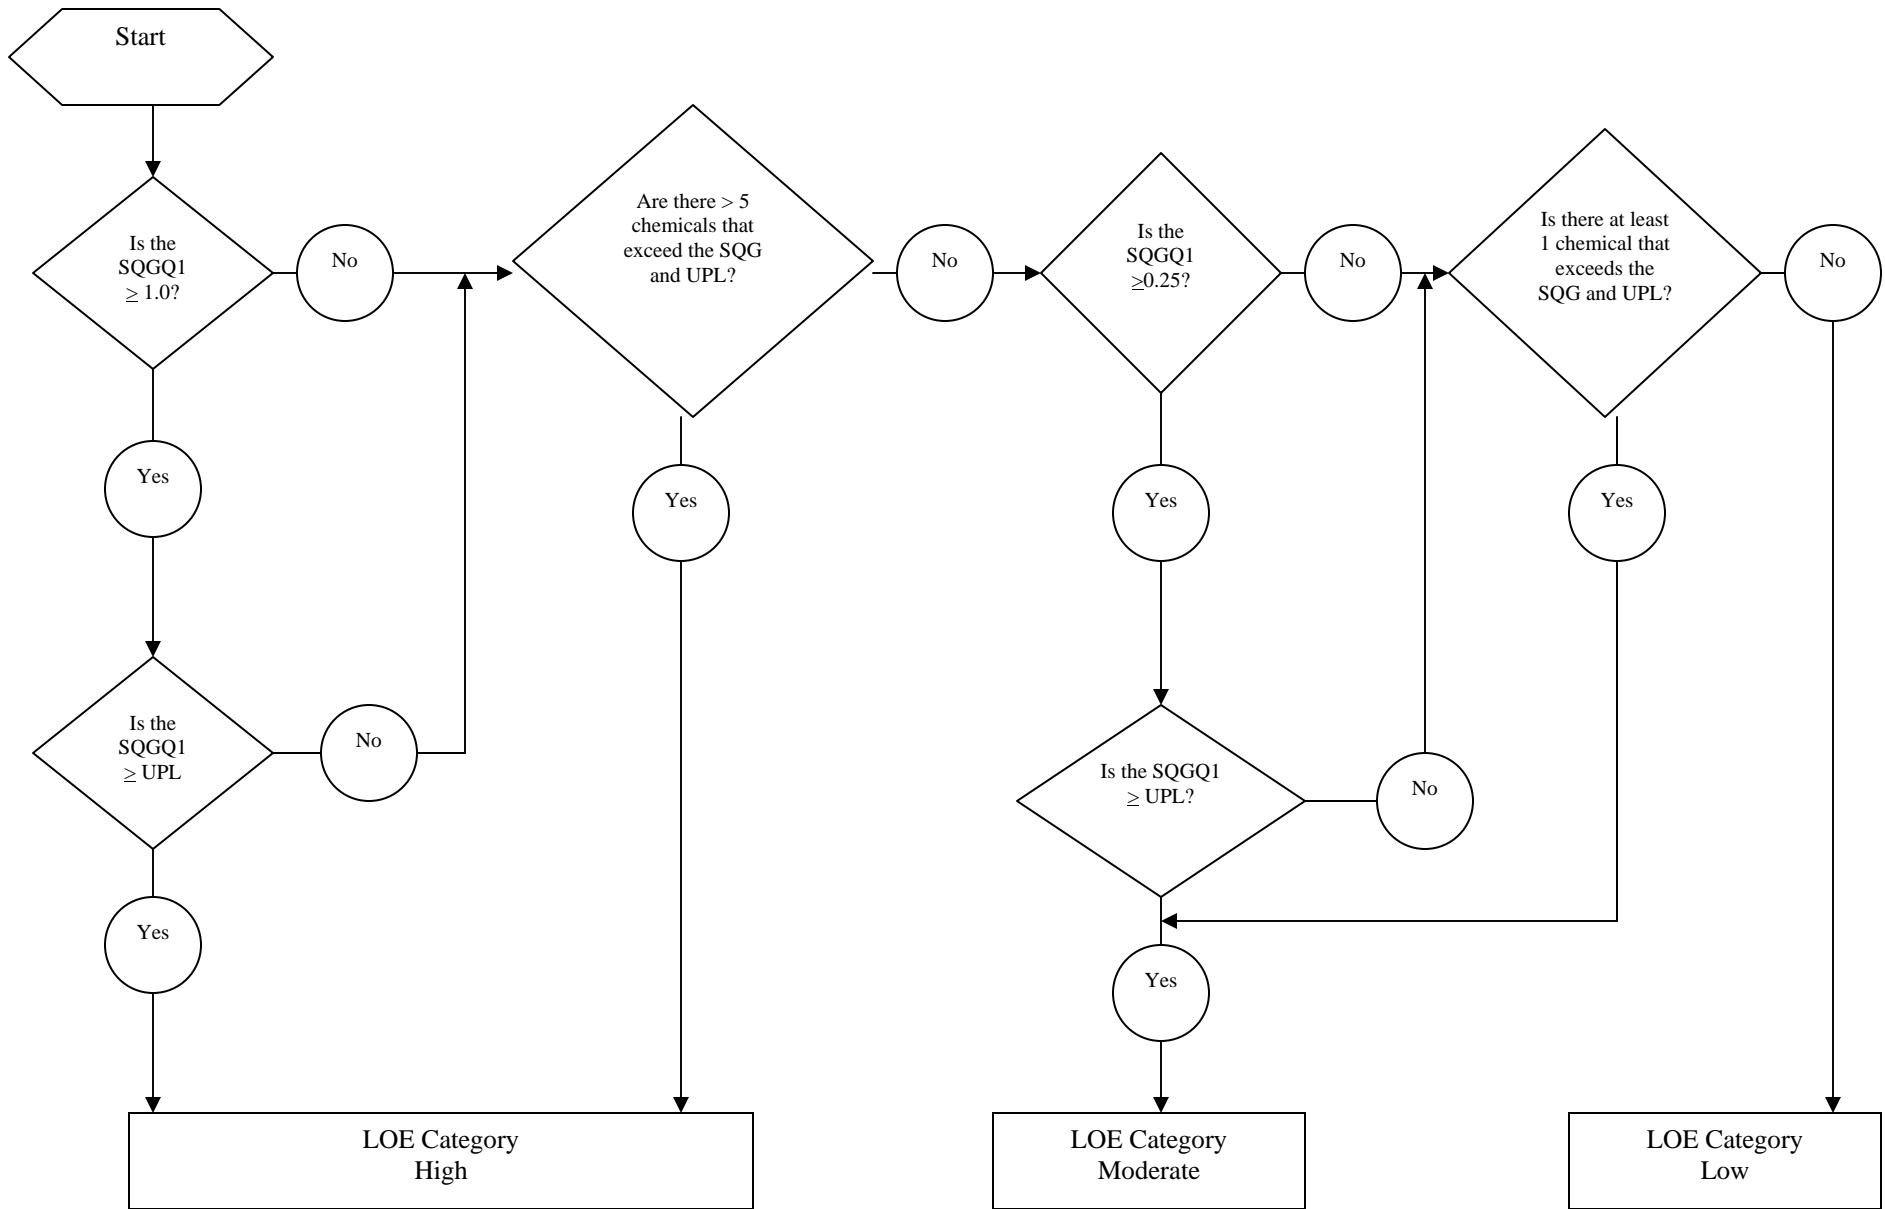 Start
Is the
SQGQ1
≥ 1.0?
No
Are there > 5
chemicals that
exceed the SQG
and UPL?
No
Is the
SQGQ1
≥0.25?
No
Is there at least
1 chemical that
exceeds the
SQG and UPL?
No
Yes
Yes
Yes
Yes
Is the
SQGQ1
≥ UPL
No
Is the SQGQ1
≥ UPL?
No
Yes
Yes
LOE Category
High
LOE Category
Moderate
LOE Category
Low